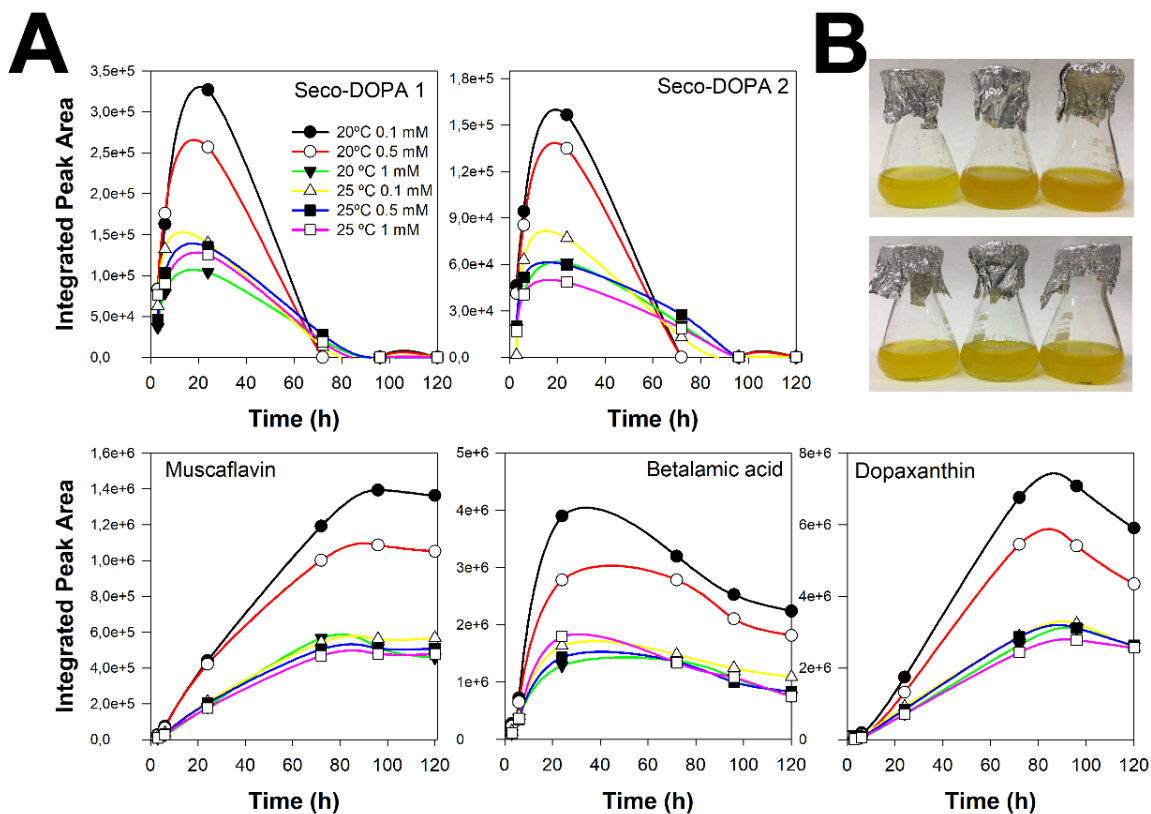 A
B
Integrated Peak Area
3,5e+5
3,0e+5
2,5e+5
2,0e+5
1,5e+5
1,0e+5
5,0e+4
0,0
Seco-DOPA 1
20ºC 0.1 mM
20ºC 0.5 mM
20 ºC 1 mM
25 ºC 0.1 mM
25ºC 0.5 mM
25 ºC 1 mM
0 20 40 60 80 100 120
Time (h)
1,8e+5
1,5e+5
1,2e+5
9,0e+4
6,0e+4
3,0e+4
0,0
Seco-DOPA 2
0 20 40 60 80 100 120
Time (h)
Integrated Peak Area
1,6e+6
1,4e+6
1,2e+6
1,0e+6
8,0e+5
6,0e+5
4,0e+5
2,0e+5
0,0
Muscaflavin
0 20 40 60 80 100 120
Time (h)
5e+6
4e+6
3e+6
2e+6
1e+6
0
Betalamic acid
0 20 40 60 80 100 120
Time (h)
8e+6
6e+6
4e+6
2e+6
0
Dopaxanthin
0 20 40 60 80 100 120
Time (h)